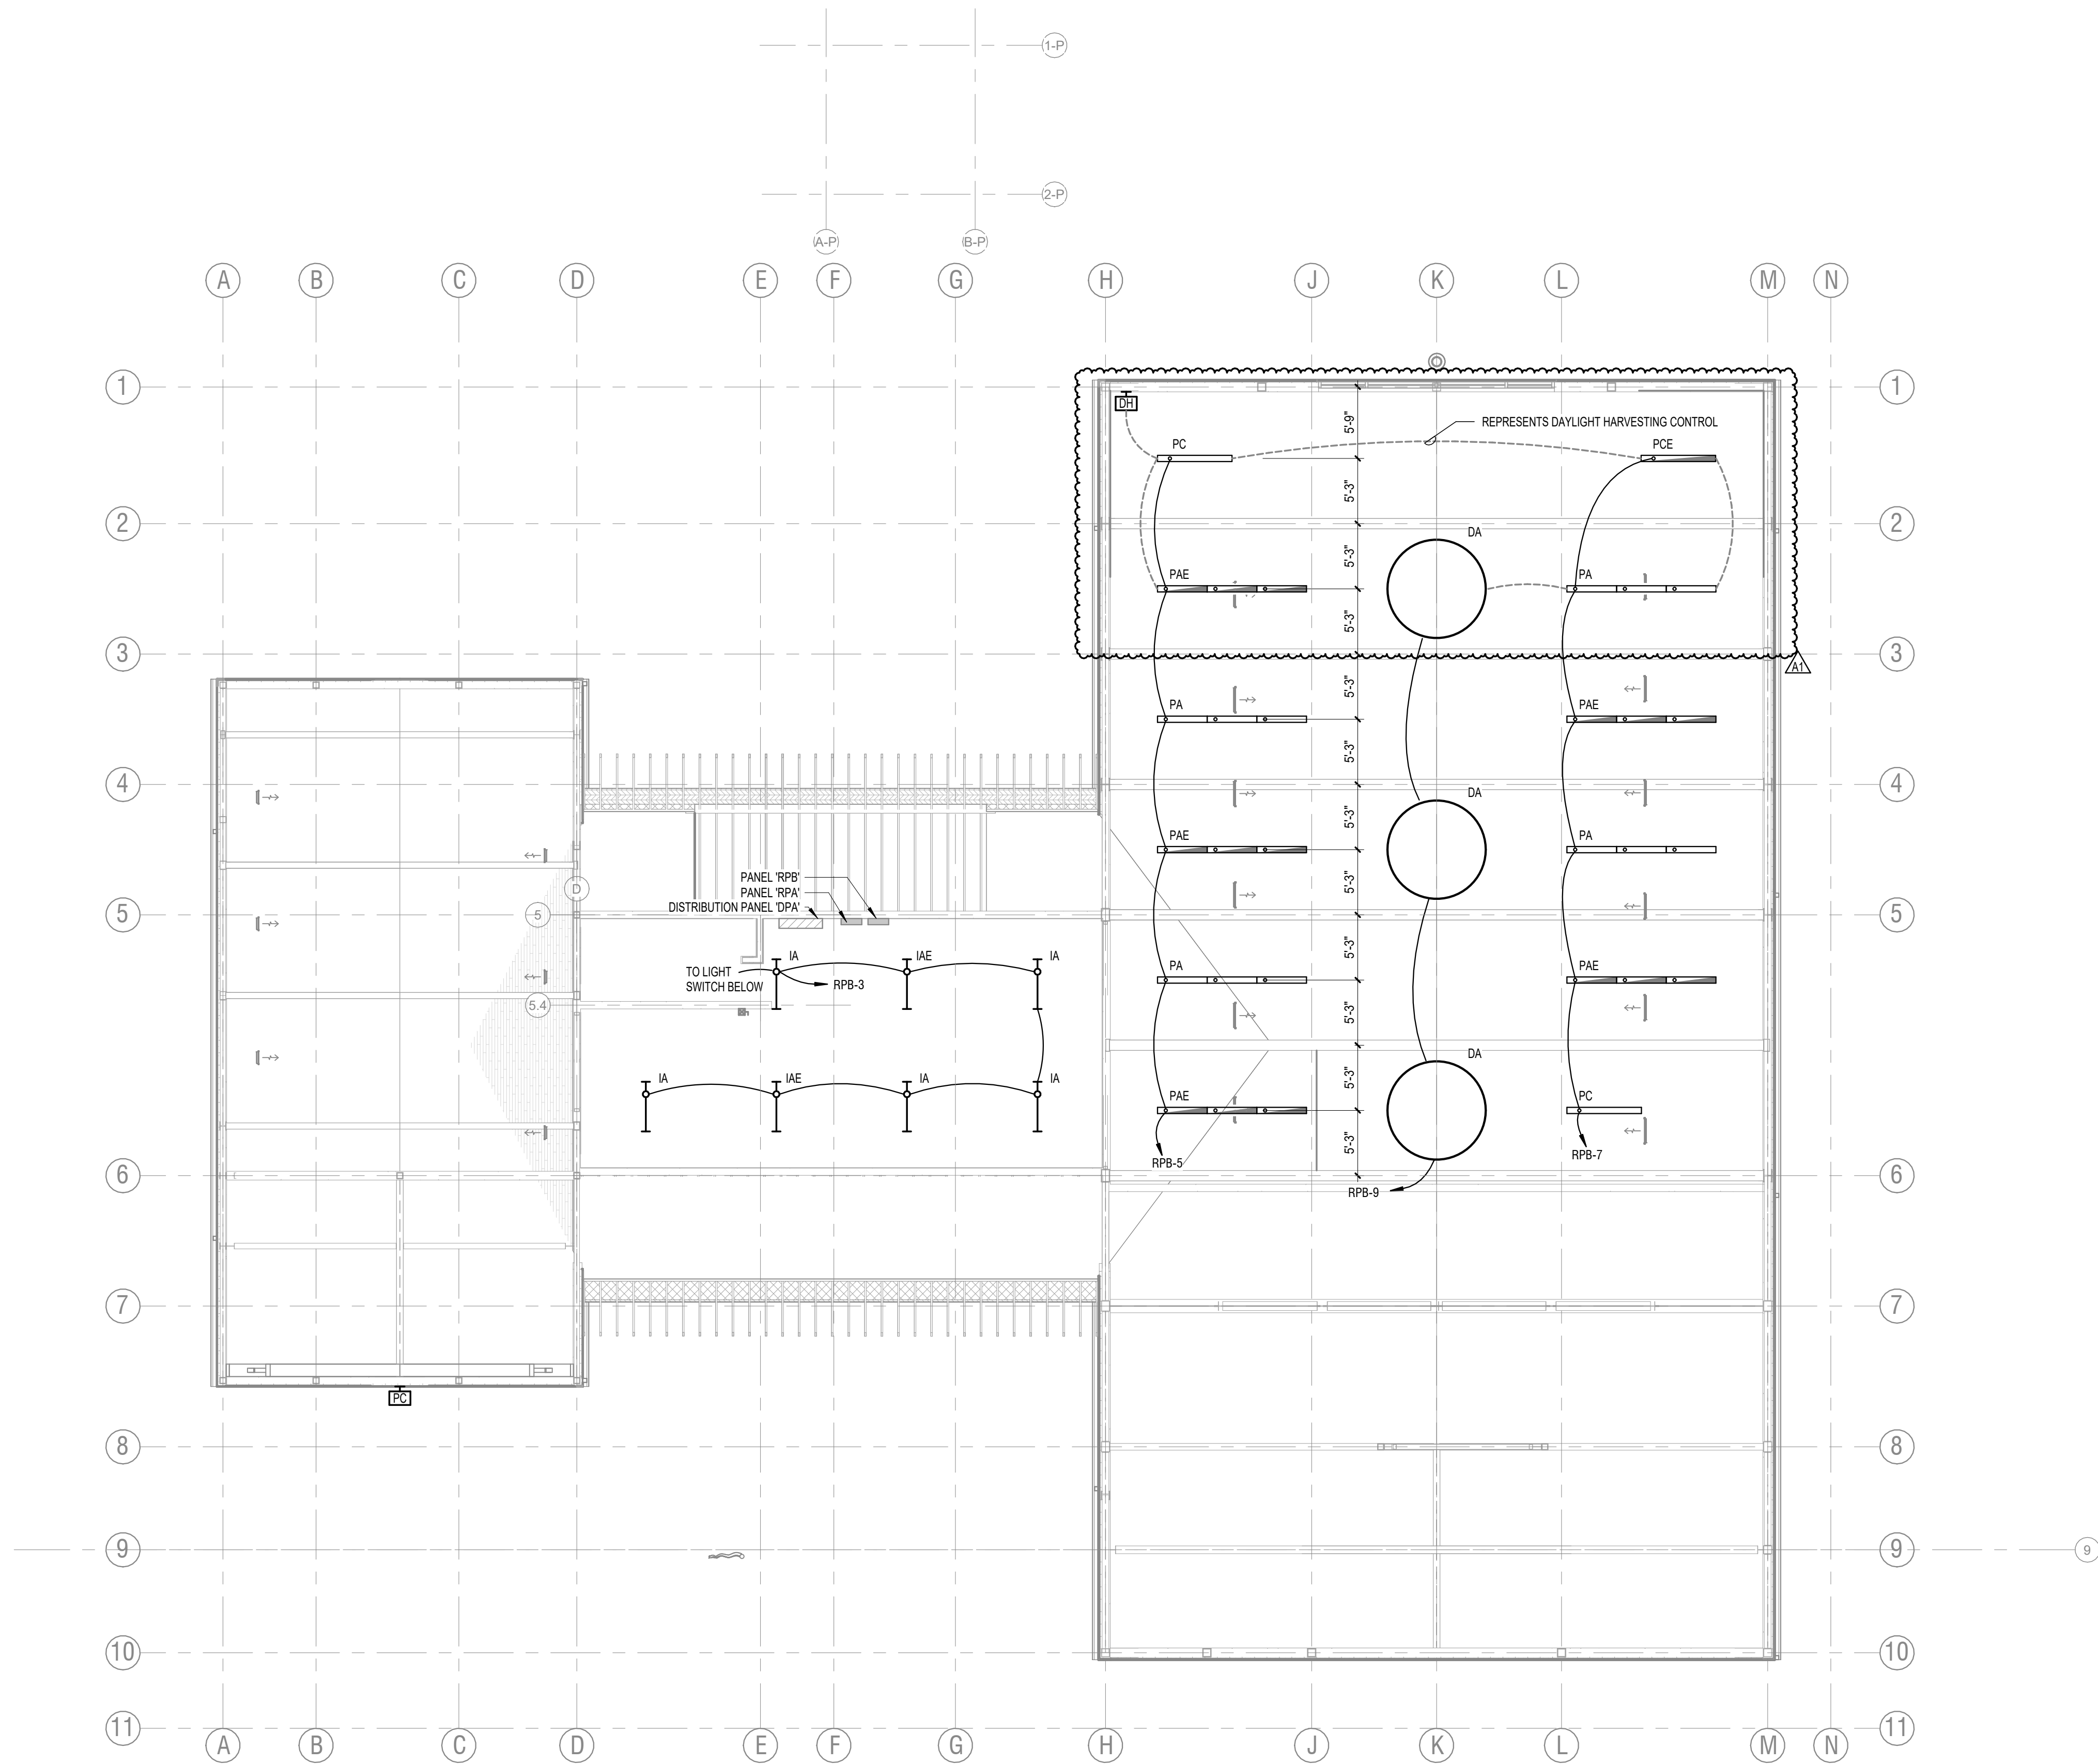 1-P
2-P
A-P
B-P
A B C D E F G H J K L M N
1 1
DH
5'-9"
REPRESENTS DAYLIGHT HARVESTING CONTROL
PC
PCE
5'-3"
2 2
DA
5'-3"
PAE
PA
5'-3"
3 3
A1
5'-3"
PA
PAE
5'-3"
4 4
DA
5'-3"
PAE
PA
PANEL 'RPB'
PANEL 'RPA'
DISTRIBUTION PANEL 'DPA'
D
5'-3"
5 5 5
5'-3"
IA
IAE
IA
TO LIGHT
SWITCH BELOW
RPB-3
PA
PAE
5.4
5'-3"
DA
IA
IAE
IA
IA
5'-3"
PAE
PC
5'-3"
RPB-5
RPB-7
6 6
RPB-9
7 7
PC
8 8
9 9 9
10 10
11 11
A B C D E F G H J K L M N